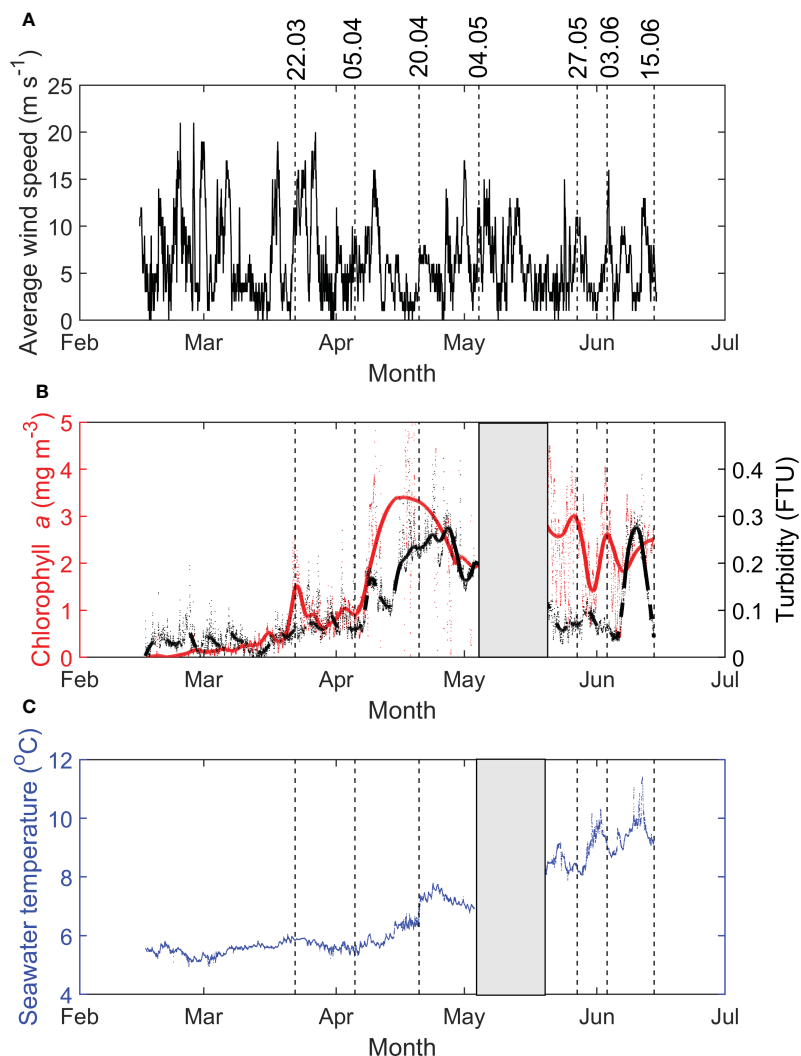 A
22.03 05.04 20.04 04.05 27.05 03.06 15.06
Average wind speed (m s-1)
25
20
15
10
5
0
Feb Mar Apr May Jun Jul
Month
B
Chlorophyll a (mg m-3)
5
4
3
2
1
0
0.4
0.3
0.2
0.1
0
Turbidity (FTU)
Feb Mar Apr May Jun Jul
Month
C
Seawater temperature (oC)
12
10
8
6
4
Feb Mar Apr May Jun Jul
Month